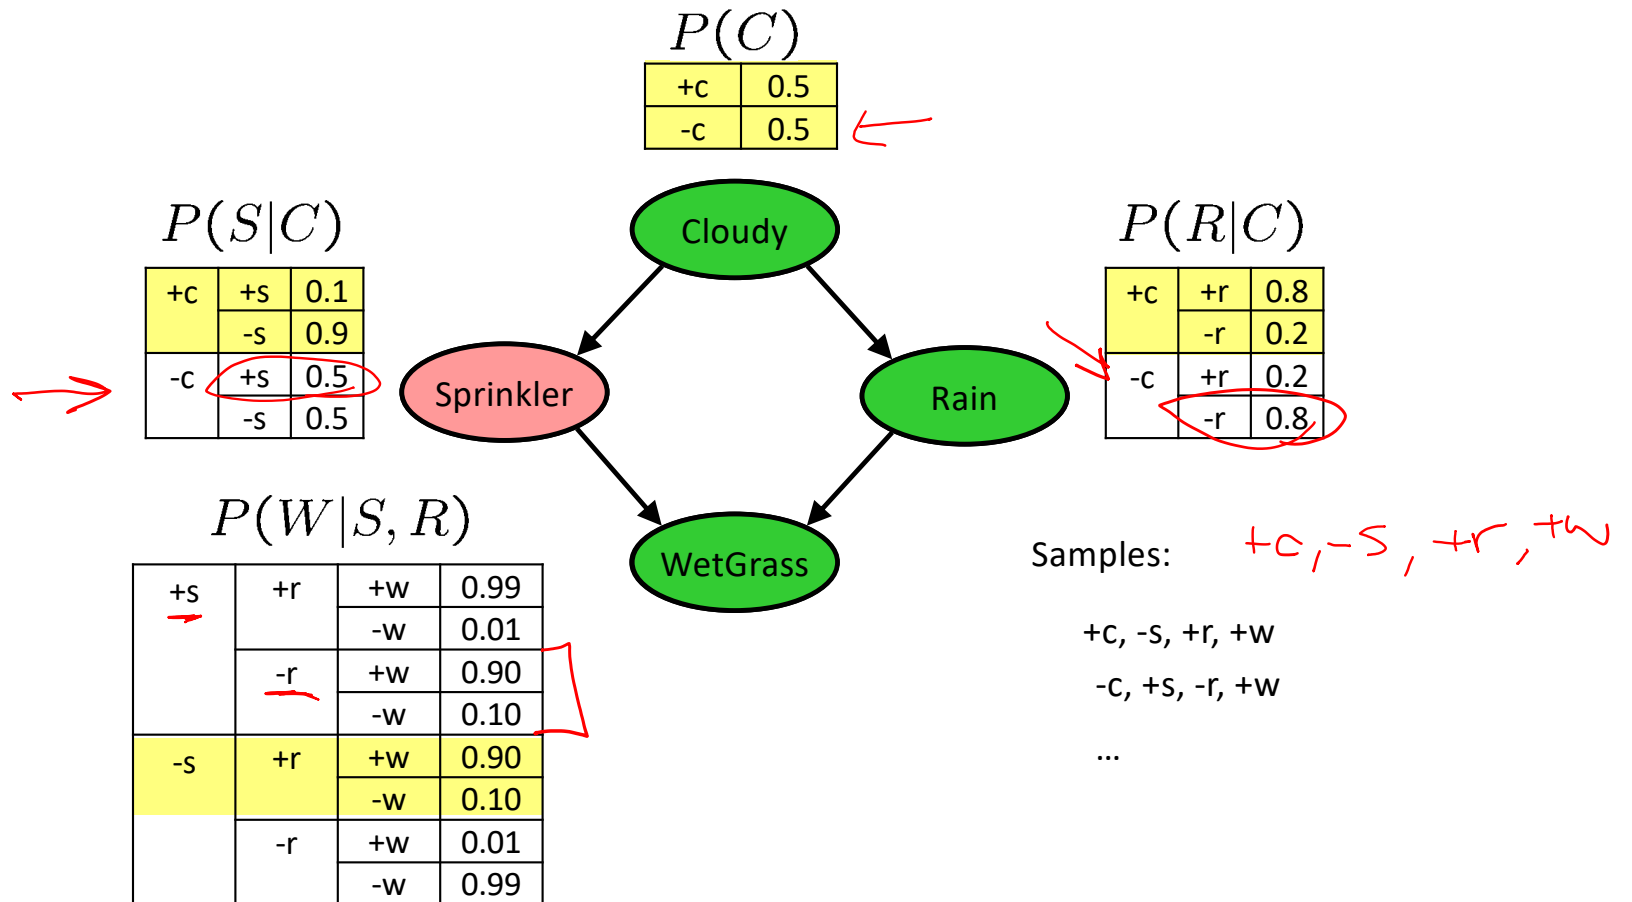 P(C)
+c 0.5
-c 0.5
Cloudy
P(S|C)
+c +s 0.1
-s 0.9
-c +s 0.5
-s 0.5
P(R|C)
+c +r 0.8
-r 0.2
-c +r 0.2
-r 0.8
Sprinkler
Rain
P(W|S, R)
+s +r +w 0.99
-w 0.01
-r +w 0.90
-w 0.10
-s +r +w 0.90
-w 0.10
-r +w 0.01
-w 0.99
WetGrass
Samples: +c, -s, +r, +w
+c, -s, +r, +w
-c, +s, -r, +w
...